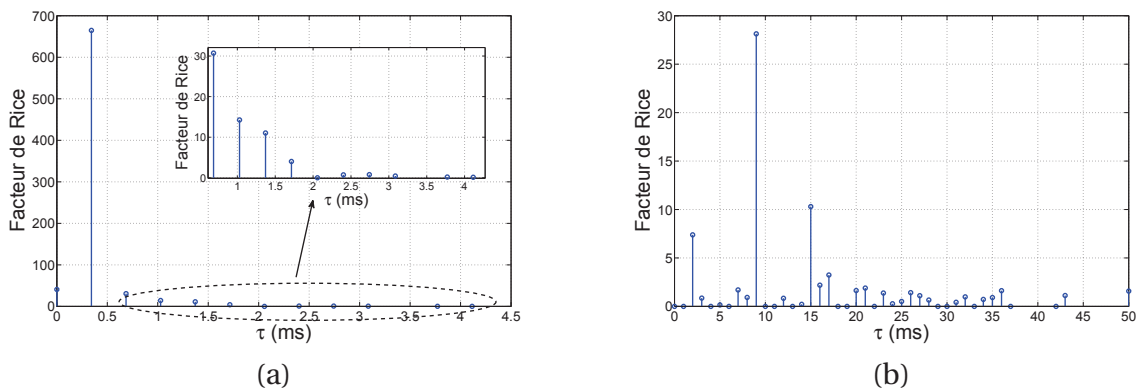 700
600
500
400
300
200
100
0
Facteur de Rice
0 0.5 1 1.5 2 2.5 3 3.5 4 4.5
τ (ms)
30
20
10
0
Facteur de Rice
1 1.5 2 2.5 3 3.5 4
τ (ms)
(a)
30
25
20
15
10
5
0
Facteur de Rice
0 5 10 15 20 25 30 35 40 45 50
τ (ms)
(b)